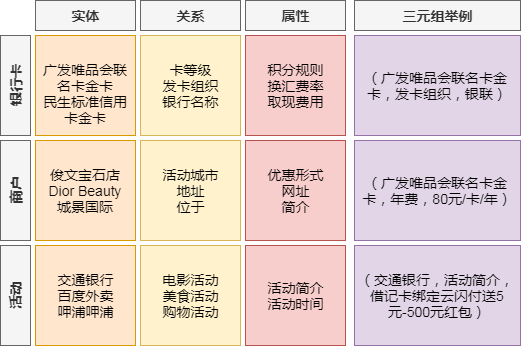 实体
关系
属性
三元组举例
银行卡
广发唯品会联
名卡金卡
民生标准信用
卡金卡
卡等级
发卡组织
银行名称
积分规则
换汇费率
取现费用
（广发唯品会联名卡金
卡，发卡组织，银联）
商户
俊文宝石店
Dior Beauty
城景国际
活动城市
地址
位于
优惠形式
网址
简介
（广发唯品会联名卡金
卡，年费，80元/卡/年）
活动
交通银行
百度外卖
呷浦呷浦
电影活动
美食活动
购物活动
活动简介
活动时间
（交通银行，活动简介，
借记卡绑定云闪付送5
元-500元红包）